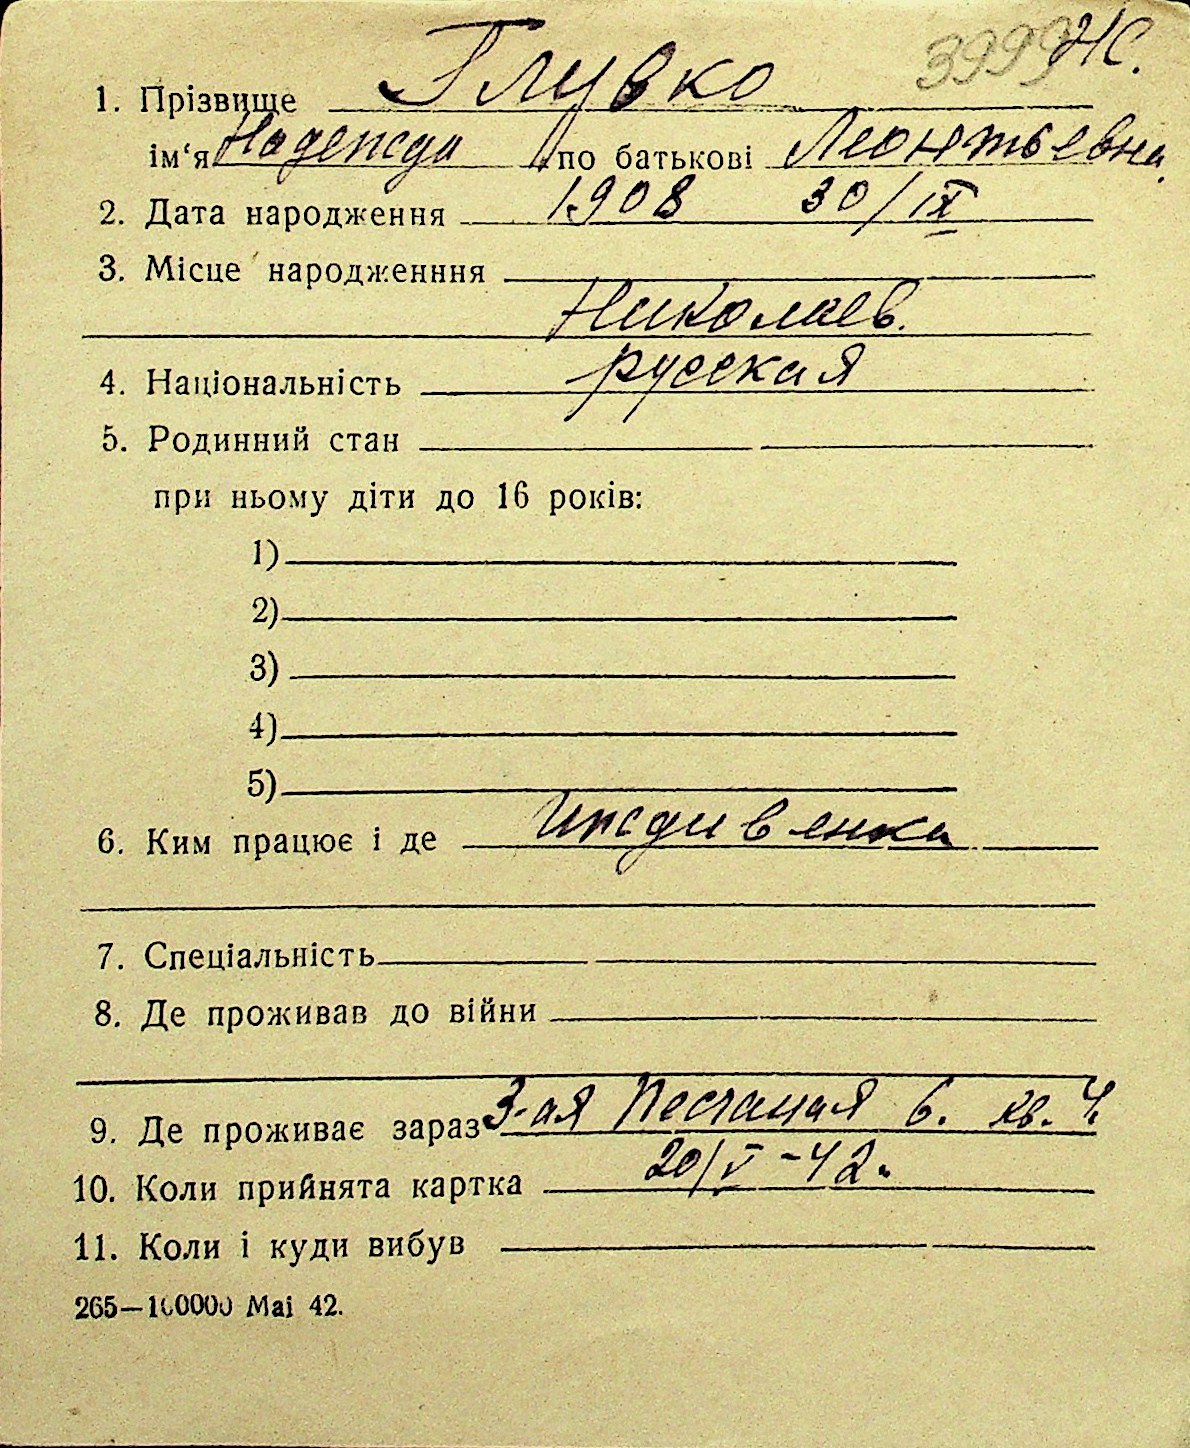 3999 Ж.
1. Прізвище Глувко
ім'я Надежда по батькові Леонтьевна
2. Дата народження 1908 30/IX
3. Місце народженння
Николаев.
4. Національність русская
5. Родинний стан
при ньому діти до 16 років:
1)
2)
3)
4)
5)
6. Ким працює і де Иждивенка
7. Спеціальність
8. Де проживав до війни
9. Де проживає зараз 3-ая Песчаная 6. кв. 4.
10. Коли прийнята картка 20/V-42.
11. Коли і куди вибув
265—100000 Маі 42.